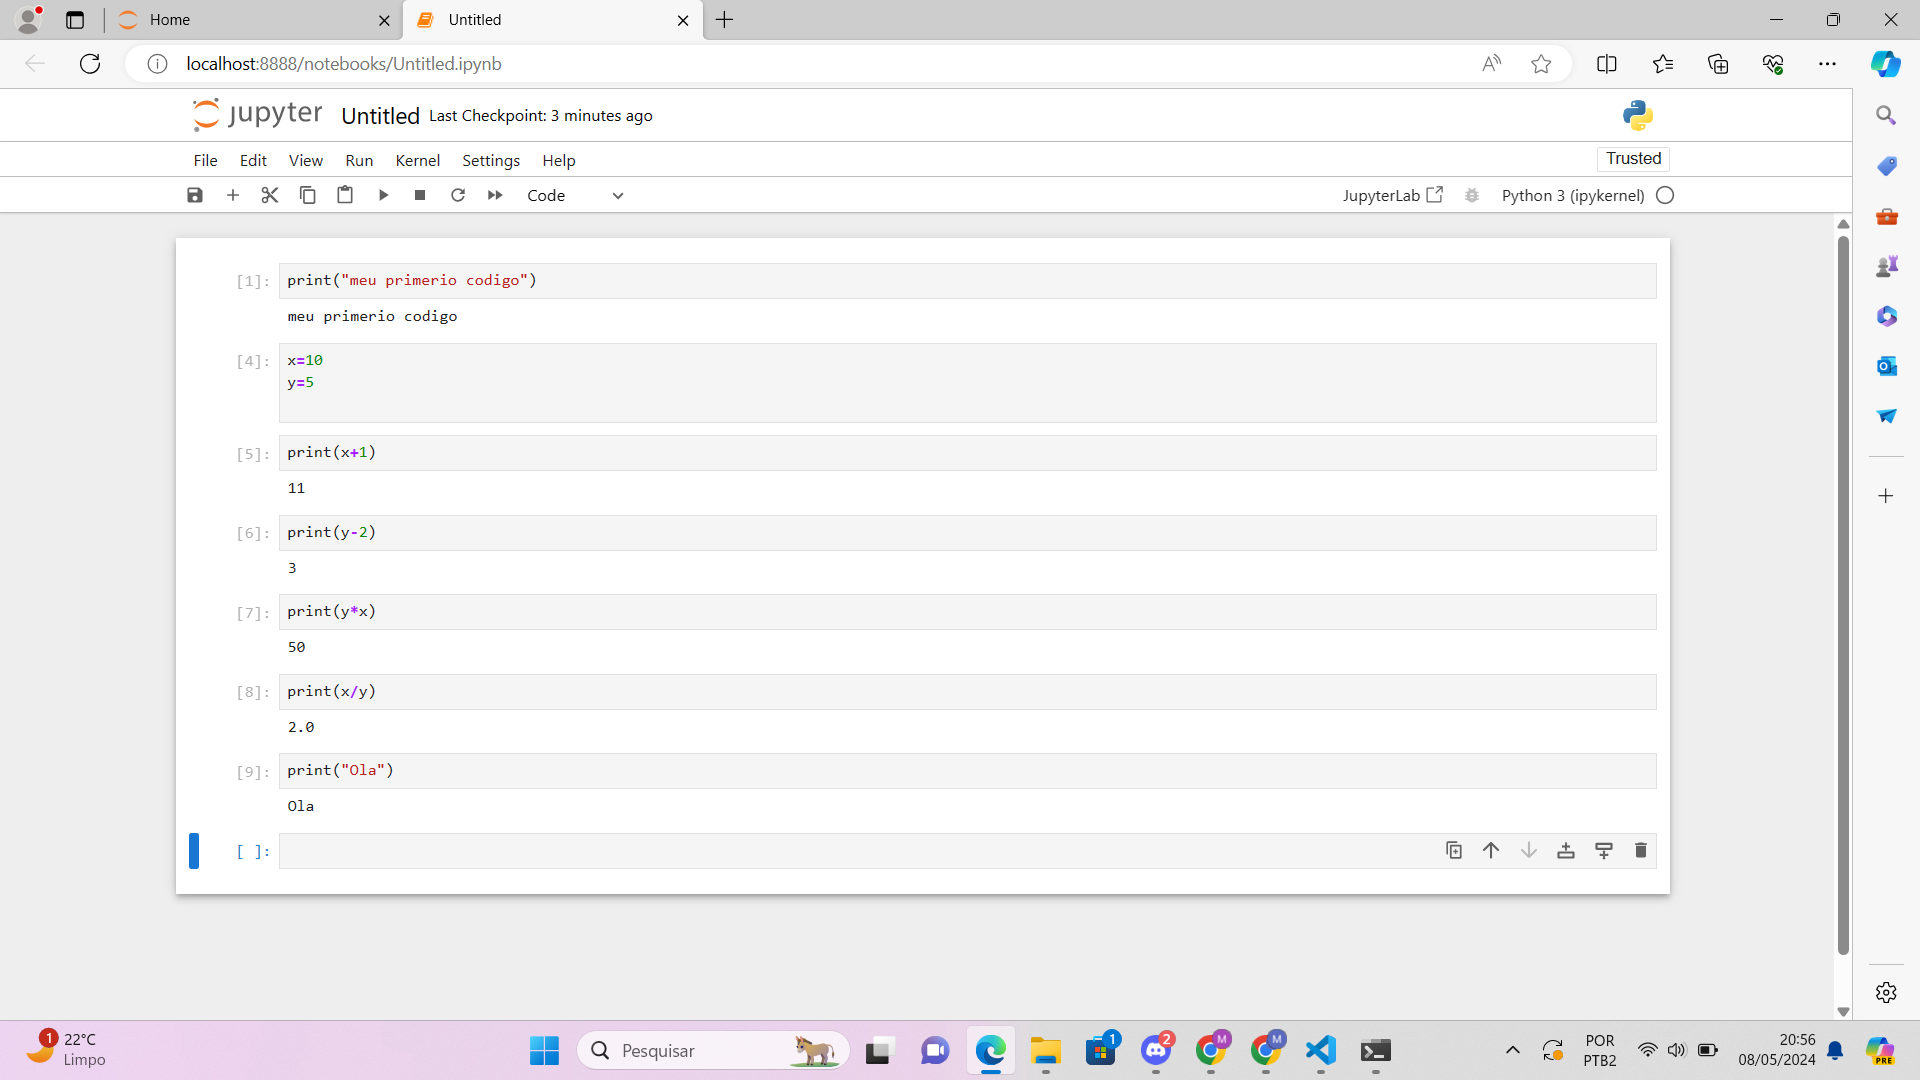 Home
Untitled
localhost:8888/notebooks/Untitled.ipynb
jupyter Untitled Last Checkpoint: 3 minutes ago
File Edit View Run Kernel Settings Help
Trusted
Code
JupyterLab
Python 3 (ipykernel)
[1]: print("meu primerio codigo")
meu primerio codigo
[4]: x=10
y=5
[5]: print(x+1)
11
[6]: print(y-2)
3
[7]: print(y*x)
50
[8]: print(x/y)
2.0
[9]: print("Ola")
Ola
[ ]:
1
22°C
Limpo
Pesquisar
1
2
M
M
POR
PTB2
20:56
08/05/2024
PRE